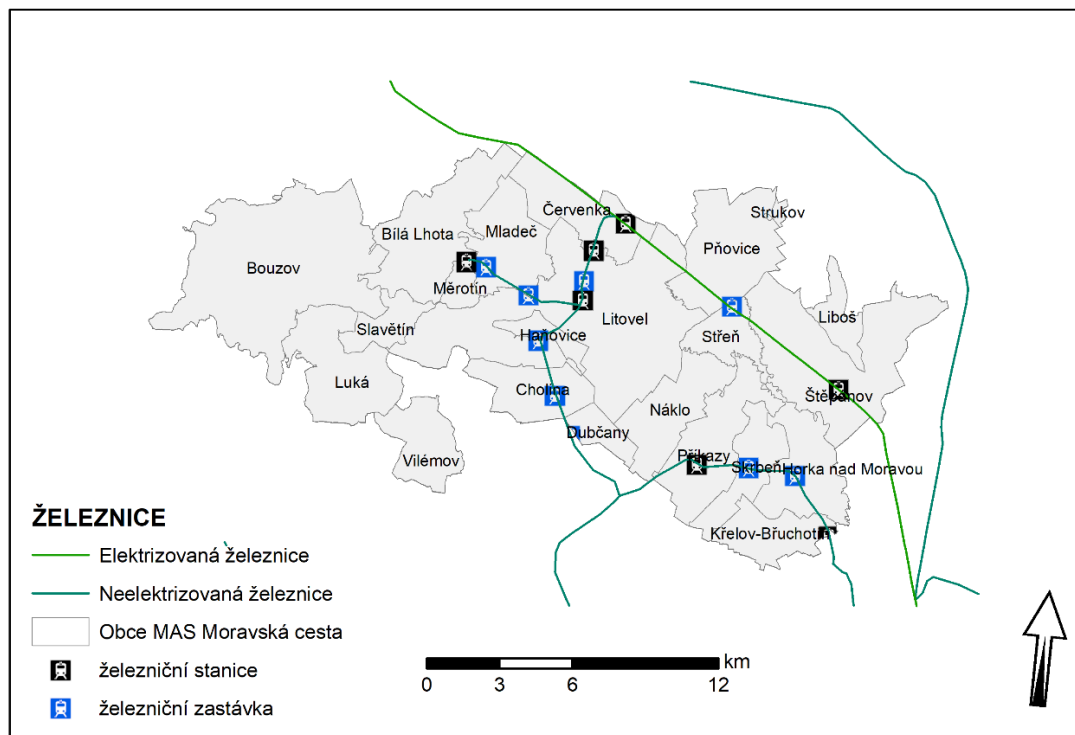 Červenka
Strukov
Mladeč
Bílá Lhota
Pňovice
Bouzov
Měrotín
Liboš
Litovel
Slavětín
Haňovice
Střeň
Luká
Cholina
Štěpánov
Náklo
Dubčany
Vilémov
Příkazy
Skrbeň
Horka nad Moravou
Křelov-Břuchotín
ŽELEZNICE
Elektrizovaná železnice
Neelektrizovaná železnice
Obce MAS Moravská cesta
železniční stanice
železniční zastávka
km
0 3 6 12